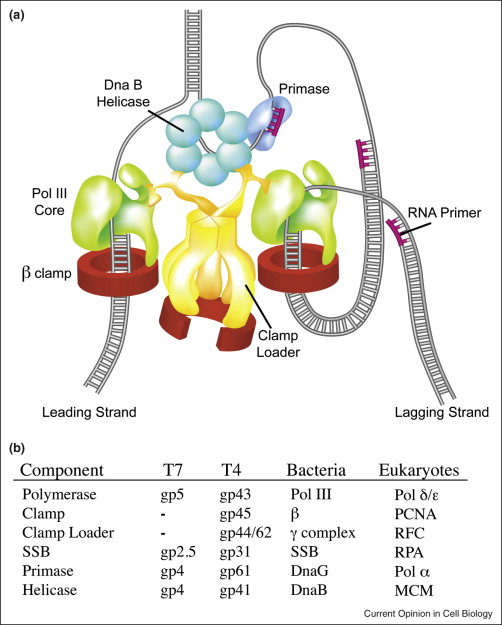 (a)
Dna B
Helicase
Primase
Pol III
Core
RNA Primer
β clamp
Clamp
Loader
Leading Strand
Lagging Strand
(b)
Component T7 T4 Bacteria Eukaryotes
Polymerase gp5 gp43 Pol III Pol δ/ε
Clamp - gp45 β PCNA
Clamp Loader - gp44/62 γ complex RFC
SSB gp2.5 gp31 SSB RPA
Primase gp4 gp61 DnaG Pol α
Helicase gp4 gp41 DnaB MCM
Current Opinion in Cell Biology